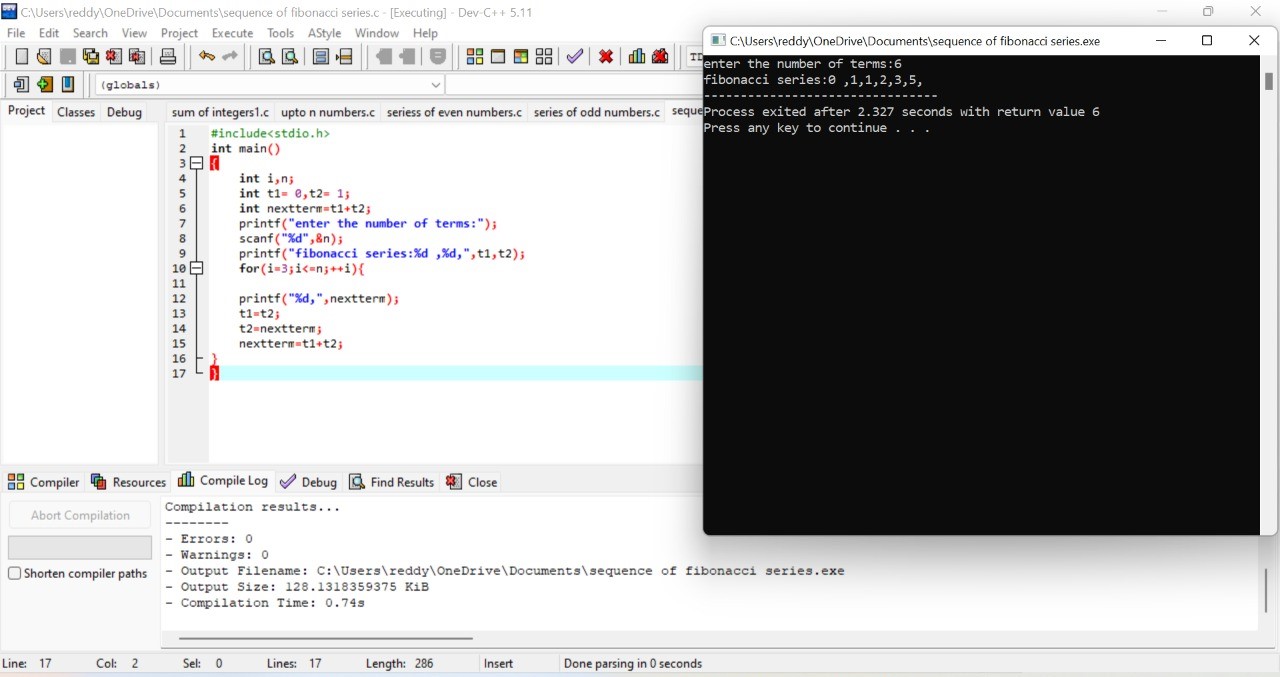 C:\Users\reddy\OneDrive\Documents\sequence of fibonacci series.c - [Executing] - Dev-C++ 5.11
File Edit Search View Project Execute Tools AStyle Window Help
(globals)
Project Classes Debug
sum of integers1.c upto n numbers.c seriess of even numbers.c series of odd numbers.c
1 #include<stdio.h>
2 int main()
3 {
4 int i,n;
5 int t1= 0,t2= 1;
6 int nextterm=t1+t2;
7 printf("enter the number of terms:");
8 scanf("%d",&n);
9 printf("fibonacci series:%d ,%d,",t1,t2);
10 for(i=3;i<=n;++i){
11
12 printf("%d,",nextterm);
13 t1=t2;
14 t2=nextterm;
15 nextterm=t1+t2;
16 }
17 }
C:\Users\reddy\OneDrive\Documents\sequence of fibonacci series.exe
enter the number of terms:6
fibonacci series:0 ,1,1,2,3,5,
--------------------------------
Process exited after 2.327 seconds with return value 6
Press any key to continue . . .
Compiler Resources Compile Log Debug Find Results Close
Abort Compilation
Shorten compiler paths
Compilation results...
--------
- Errors: 0
- Warnings: 0
- Output Filename: C:\Users\reddy\OneDrive\Documents\sequence of fibonacci series.exe
- Output Size: 128.1318359375 KiB
- Compilation Time: 0.74s
Line: 17 Col: 2 Sel: 0 Lines: 17 Length: 286 Insert Done parsing in 0 seconds